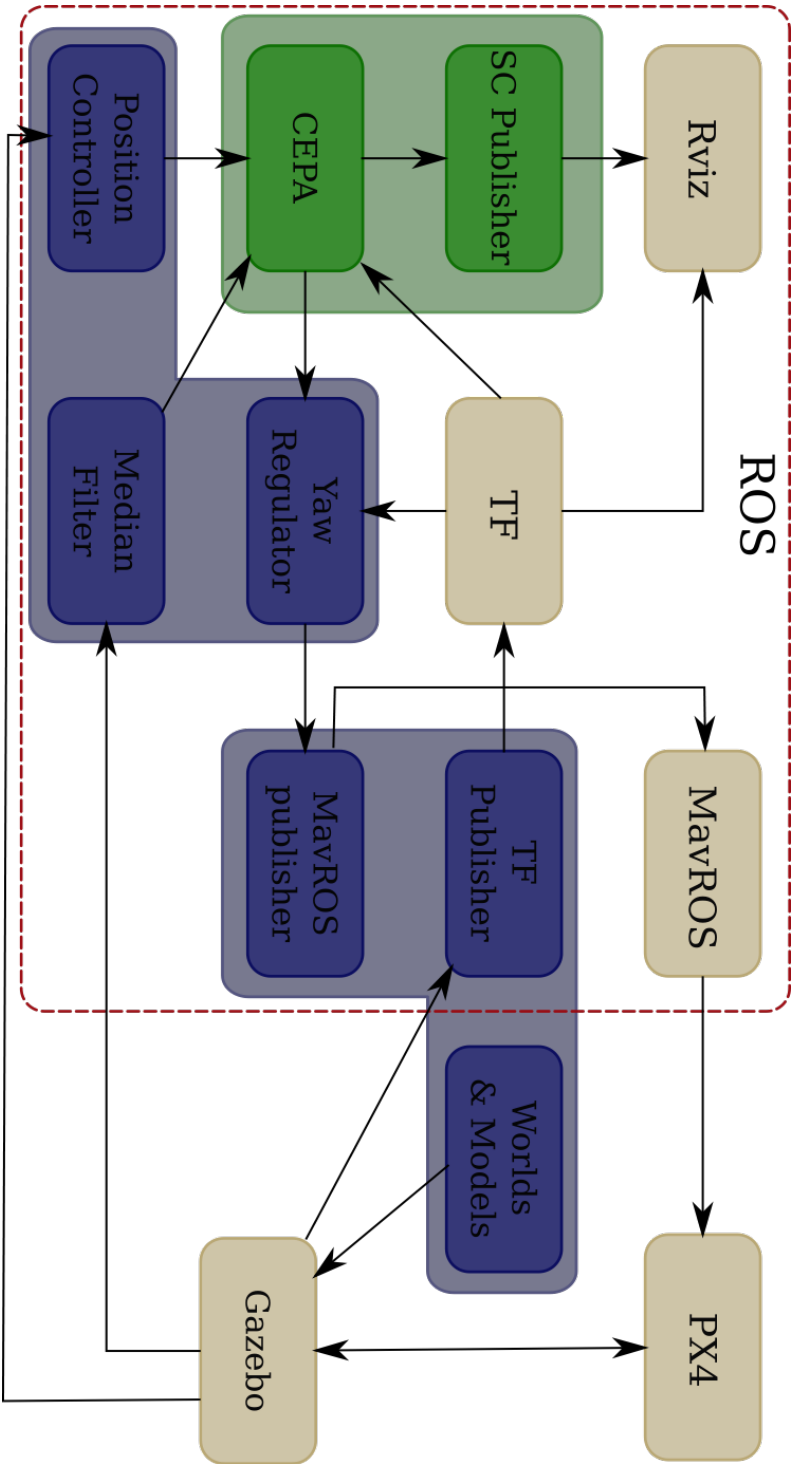 ROS
Rviz
MavROS
PX4
SC Publisher
TF
TF
Publisher
Worlds
& Models
CEPA
Yaw
Regulator
MavROS
publisher
Gazebo
Position
Controller
Median
Filter